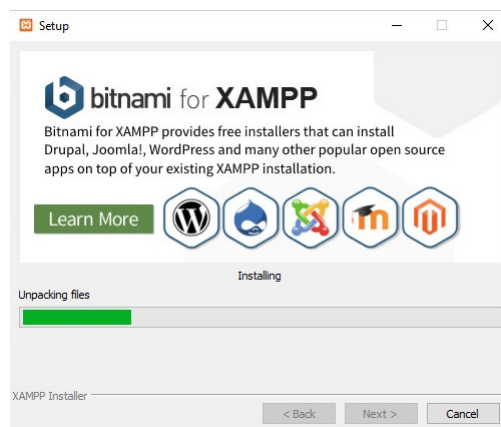 Setup
bitnami for XAMPP
Bitnami for XAMPP provides free installers that can install
Drupal, Joomla!, WordPress and many other popular open source
apps on top of your existing XAMPP installation.
Learn More
Installing
Unpacking files
XAMPP Installer
< Back Next > Cancel